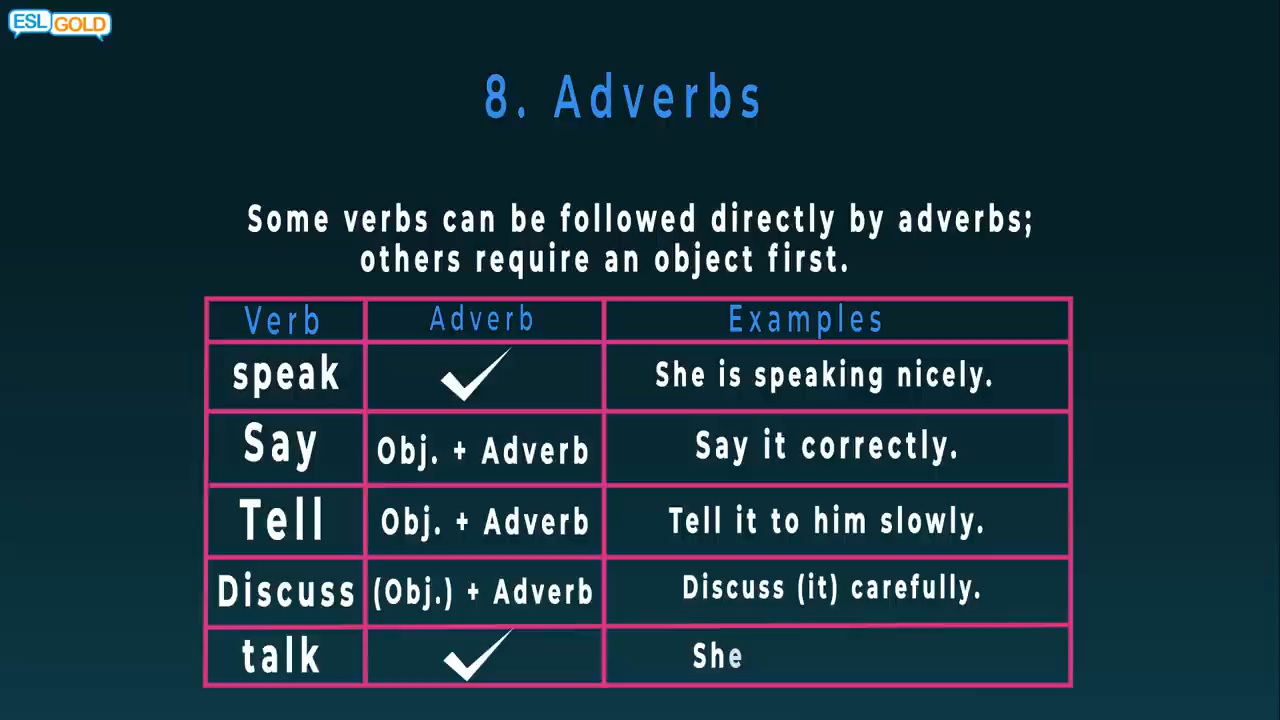 ESL GOLD
8. Adverbs
Some verbs can be followed directly by adverbs;
others require an object first.
Verb Adverb Examples
speak She is speaking nicely.
Say Obj. + Adverb Say it correctly.
Tell Obj. + Adverb Tell it to him slowly.
Discuss (Obj.) + Adverb Discuss (it) carefully.
talk She